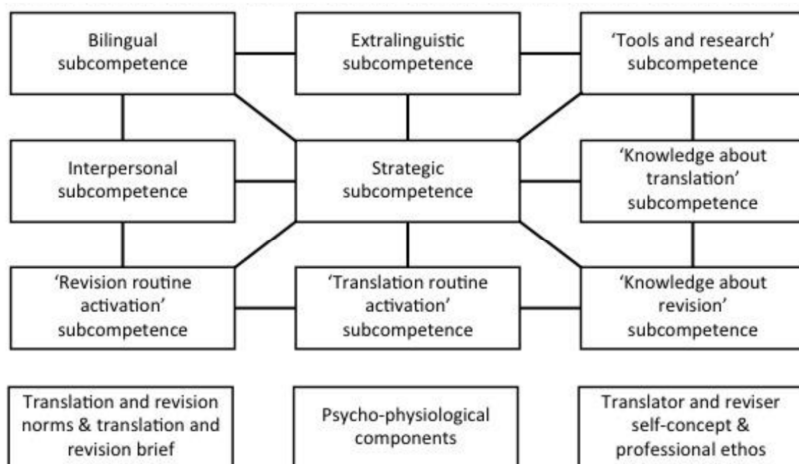 Bilingual
subcompetence
Extralinguistic
subcompetence
‘Tools and research’
subcompetence
Interpersonal
subcompetence
Strategic
subcompetence
‘Knowledge about
translation’
subcompetence
‘Revision routine
activation’
subcompetence
‘Translation routine
activation’
subcompetence
‘Knowledge about
revision’
subcompetence
Translation and revision
norms & translation and
revision brief
Psycho-physiological
components
Translator and reviser
self-concept &
professional ethos